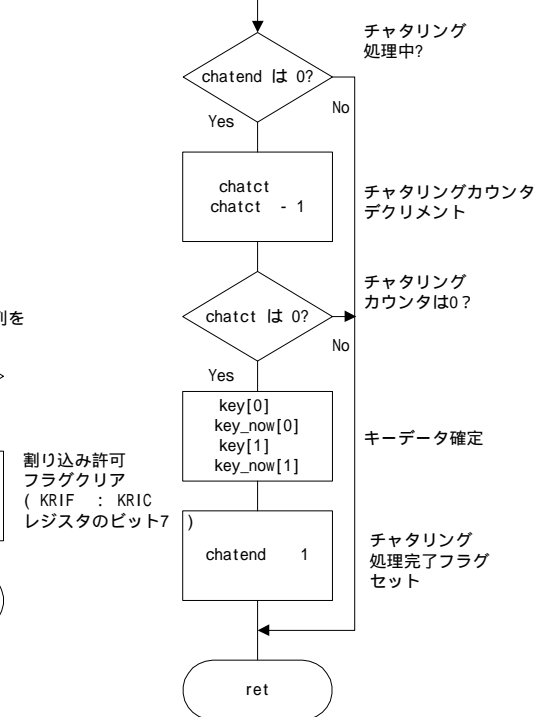 チャタリング
処理中?
chatend は 0?
No
Yes
chatct
chatct - 1
チャタリングカウンタ
デクリメント
チャタリング
カウンタは0?
chatct は 0?
No
Yes
key[0]
key_now[0]
key[1]
key_now[1]
キーデータ確定
を
割り込み許可
フラグクリア
( KRIF : KRIC
レジスタのビット7 )
chatend 1
チャタリング
処理完了フラグ
セット
ret